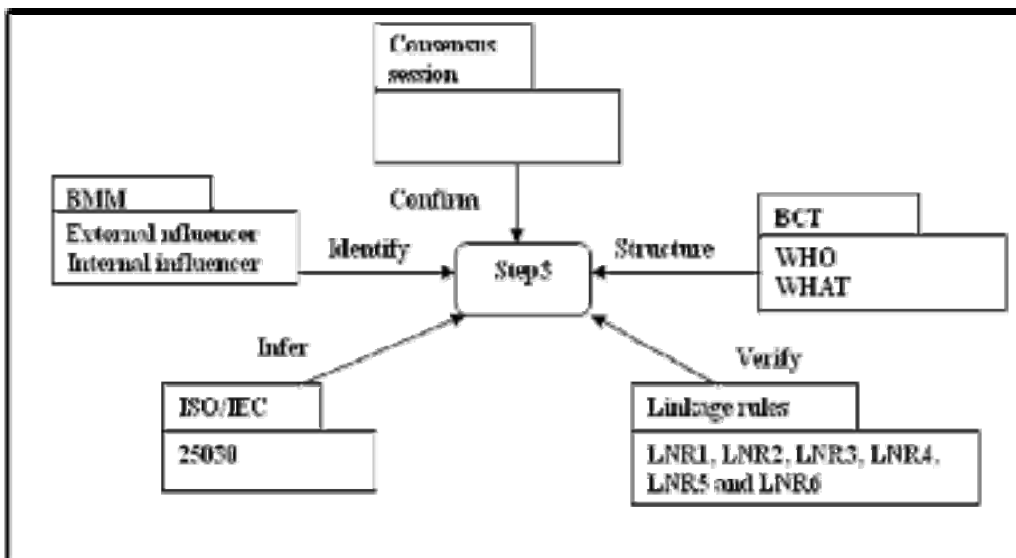 Consensus
session
Confirm
BMM
External nfluencer
Internal influencer
Identify
Step5
Structure
BCT
WHO
WHAT
Infer
Verify
ISO/IEC
25030
Linkage rules
LNR1, LNR2, LNR3, LNR4,
LNR5 and LNR6